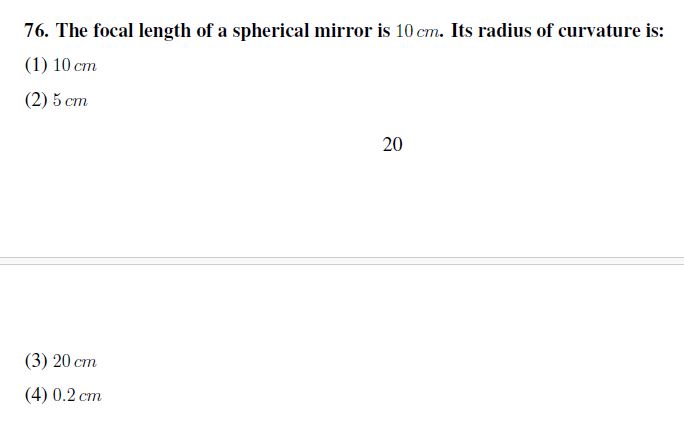 76. The focal length of a spherical mirror is 10 cm. Its radius of curvature is:
(1) 10 cm
(2) 5 cm
20
(3) 20 cm
(4) 0.2 cm